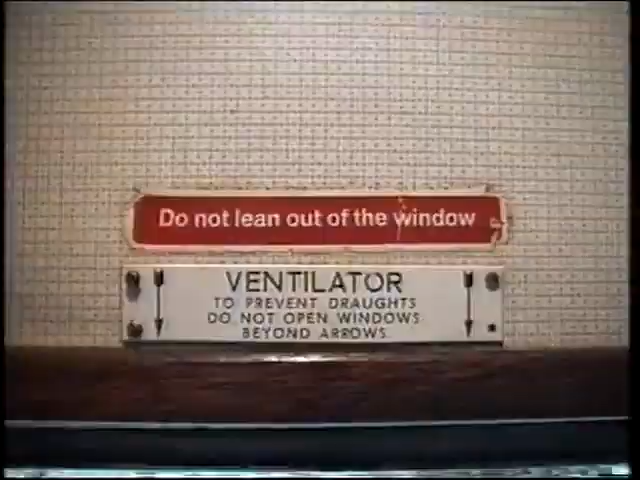 Do not lean out of the window
VENTILATOR
TO PREVENT DRAUGHTS
DO NOT OPEN WINDOWS
BEYOND ARROWS